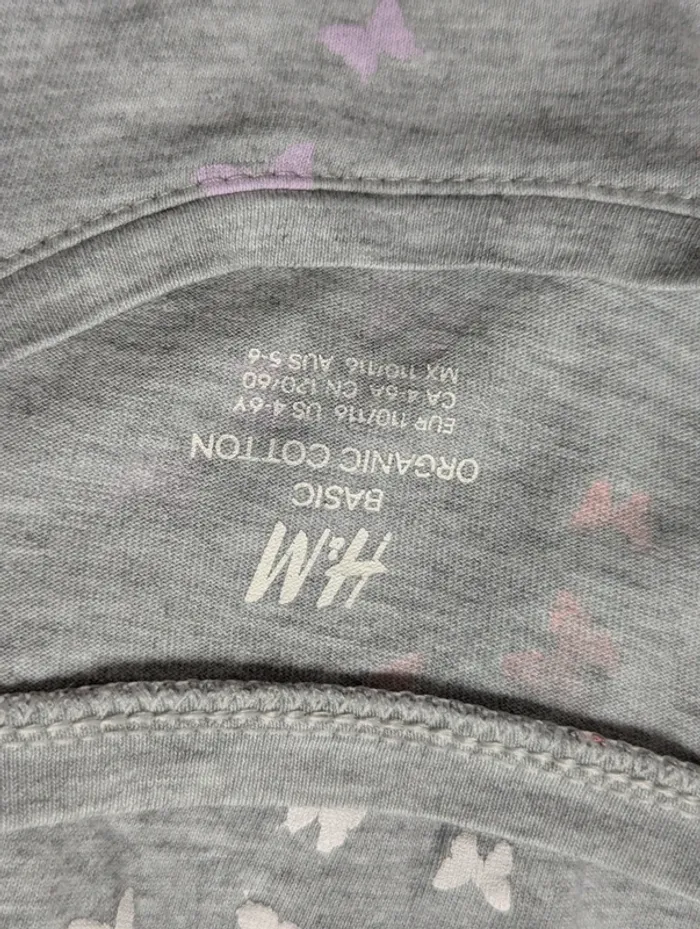 H&M
BASIC
ORGANIC COTTON
EUR 110/116 US 4-6Y
CA 4-6A CN 120/60
MX 110/116 AUS 5-6